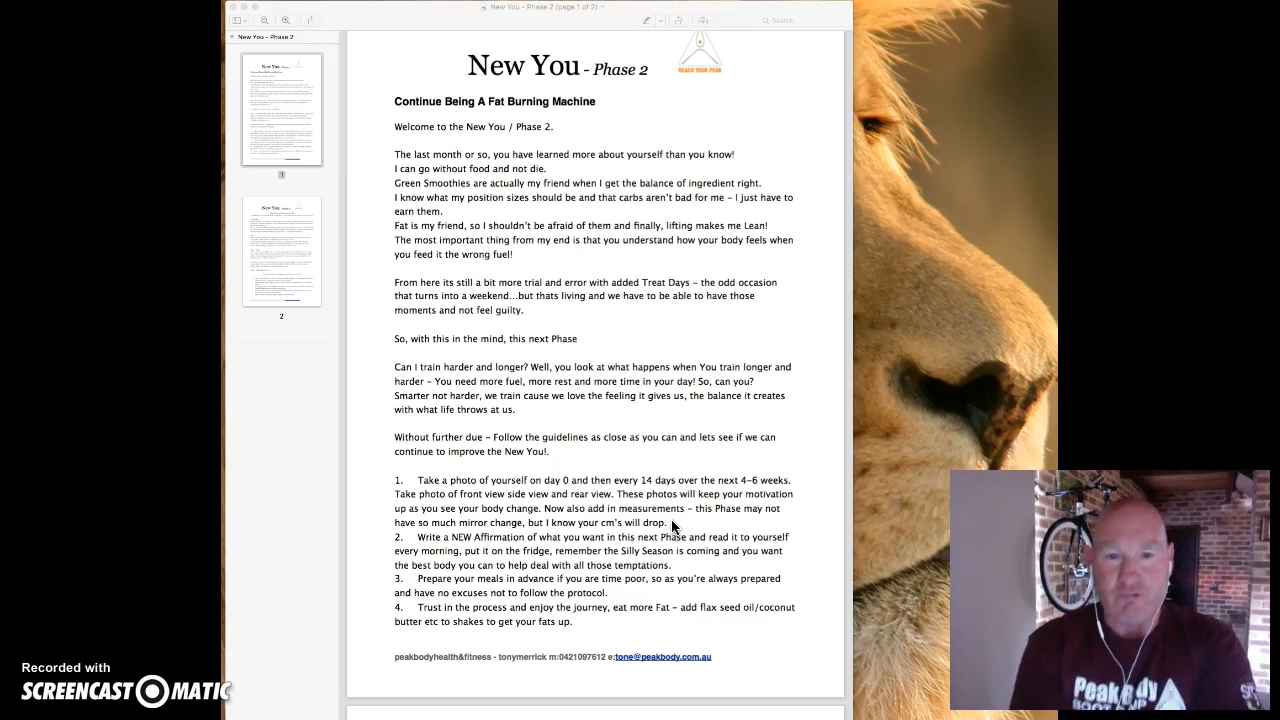 New You - Phase 2 (page 1 of 2)
Search
New You - Phase 2
1
2
New You - Phase 2
REACH YOUR PEAK
Continue Being A Fat Burning Machine
Welcome to the New You / Phase 2.
The last month or so, you have learned more about yourself than you know!
I can go without food and not die.
Green Smoothies are actually my friend when I get the balance of ingredient right.
I know what my position sizes should be and that carbs aren't bad for me – I just have to
earn them.
Fat is my friend, so I shouldn't be afraid of them and finally, lifting makes me Lean!
The most important thing from my end is that you understand how your body feels when
you feed it the wrong fuel!
From here still a bit more trial and error with added Treat Days – the odd occasion
that turns into a weekend...but thats living and we have to be able to have those
moments and not feel guilty.
So, with this in the mind, this next Phase
Can I train harder and longer? Well, you look at what happens when You train longer and
harder – You need more fuel, more rest and more time in your day! So, can you?
Smarter not harder, we train cause we love the feeling it gives us, the balance it creates
with what life throws at us.
Without further due – Follow the guidelines as close as you can and lets see if we can
continue to improve the New You!.
1. Take a photo of yourself on day 0 and then every 14 days over the next 4–6 weeks.
Take photo of front view side view and rear view. These photos will keep your motivation
up as you see your body change. Now also add in measurements – this Phase may not
have so much mirror change, but I know your cm's will drop.
2. Write a NEW Affirmation of what you want in this next Phase and read it to yourself
every morning, put it on the fridge, remember the Silly Season is coming and you want
the best body you can to help deal with all those temptations.
3. Prepare your meals in advance if you are time poor, so as you're always prepared
and have no excuses not to follow the protocol.
4. Trust in the process and enjoy the journey, eat more Fat – add flax seed oil/coconut
butter etc to shakes to get your fats up.
peakbodyhealth&fitness - tonymerrick m:0421097612 e:tone@peakbody.com.au
Recorded with
SCREENCAST-O-MATIC
PeakBody